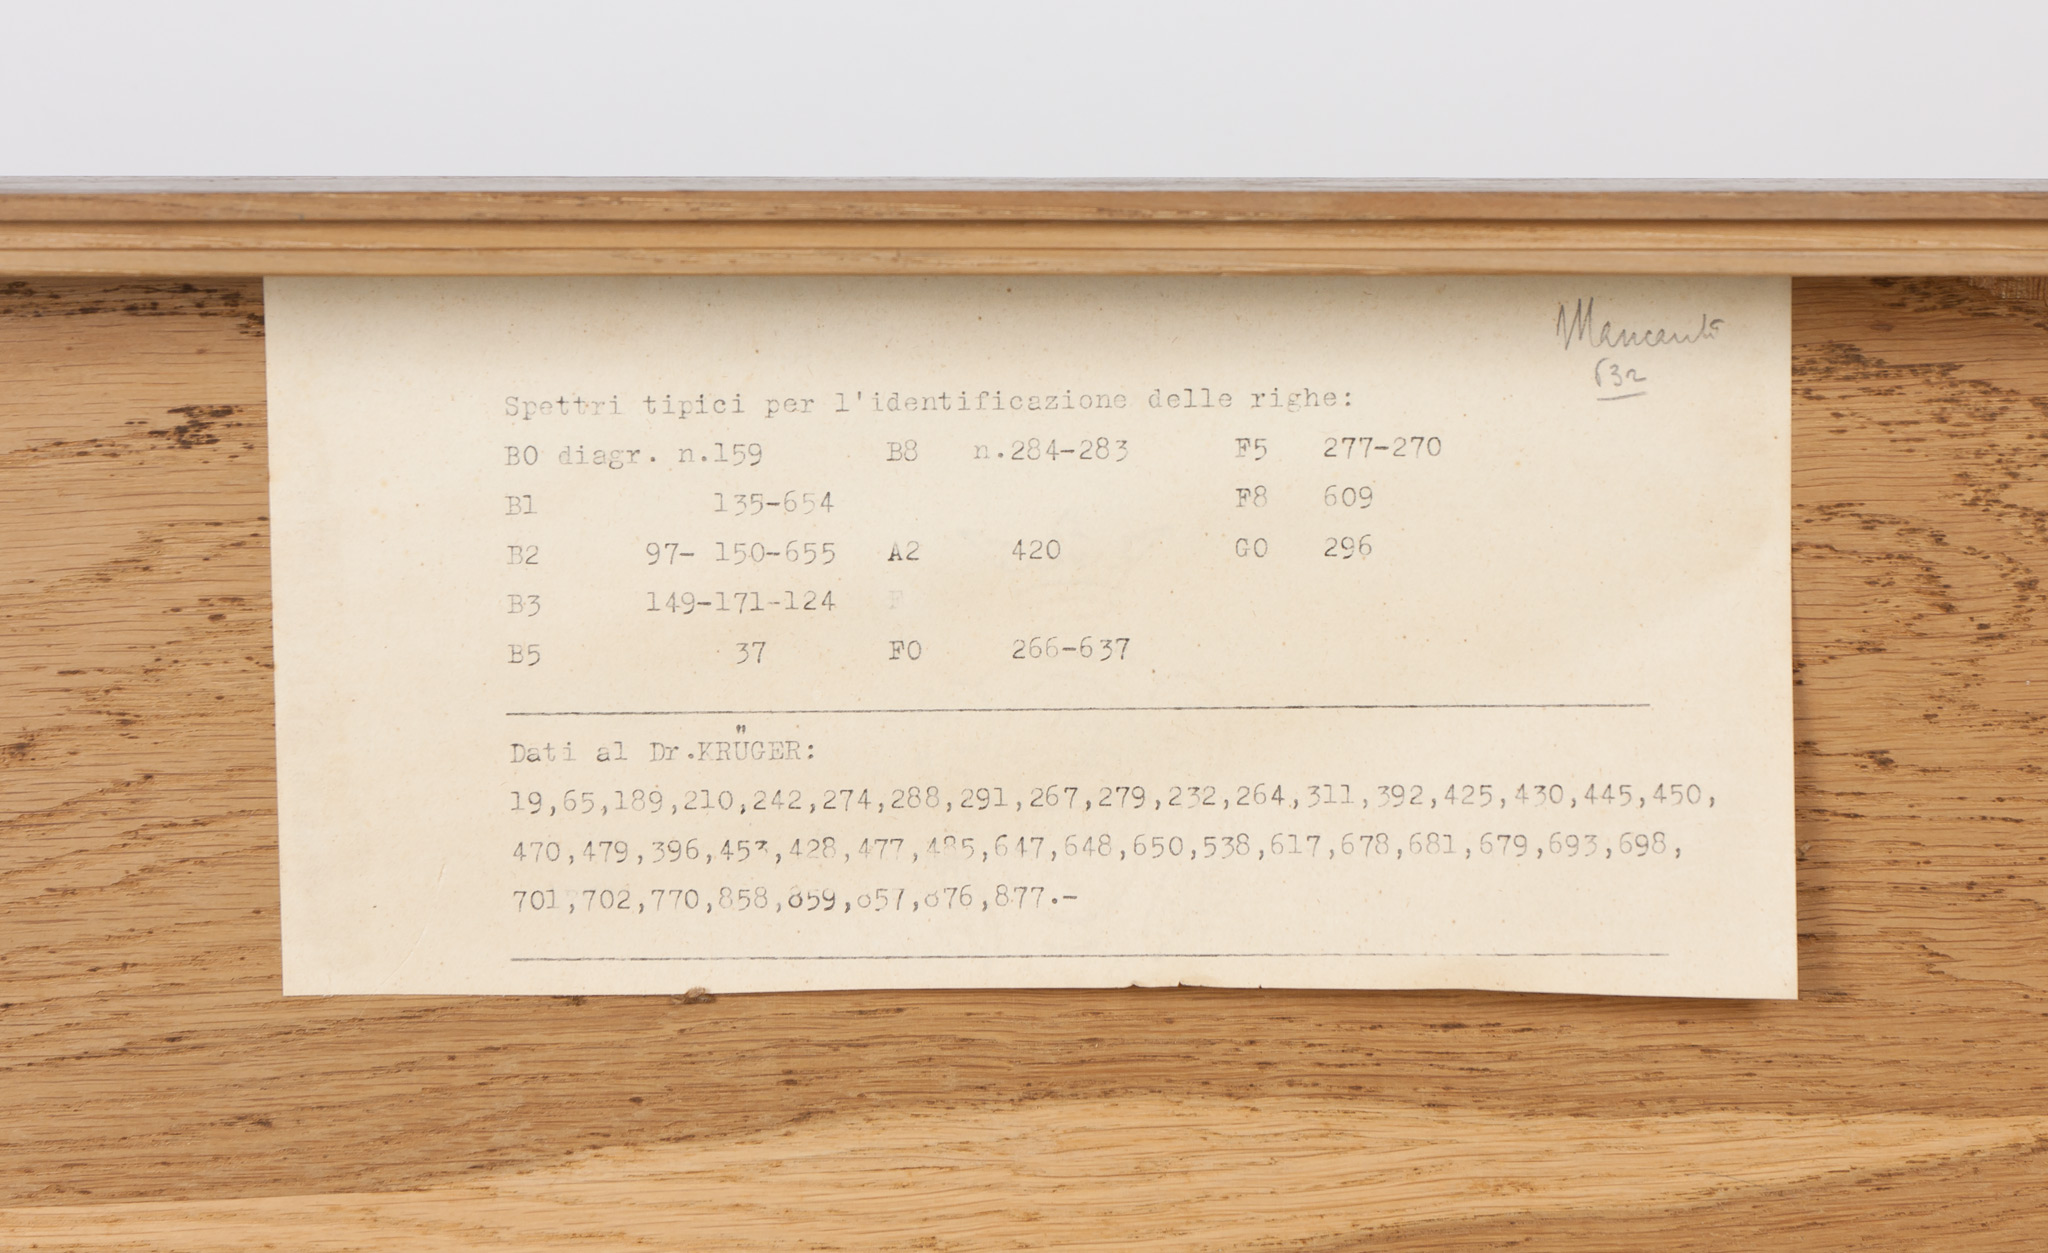 Mancanti
632
Spettri tipici per l'identificazione delle righe:
B0 diagr. n.159 B8 n.284-283 F5 277-270
B1 135-654 F8 609
B2 97- 150-655 A2 420 G0 296
B3 149-171-124 F
B5 37 F0 266-637
Dati al Dr.KRÜGER:
19,65,189,210,242,274,288,291,267,279,232,264,311,392,425,430,445,450,
470,479,396,453,428,477,485,647,648,650,538,617,678,681,679,693,698,
701,702,770,858,859,857,876,877.-